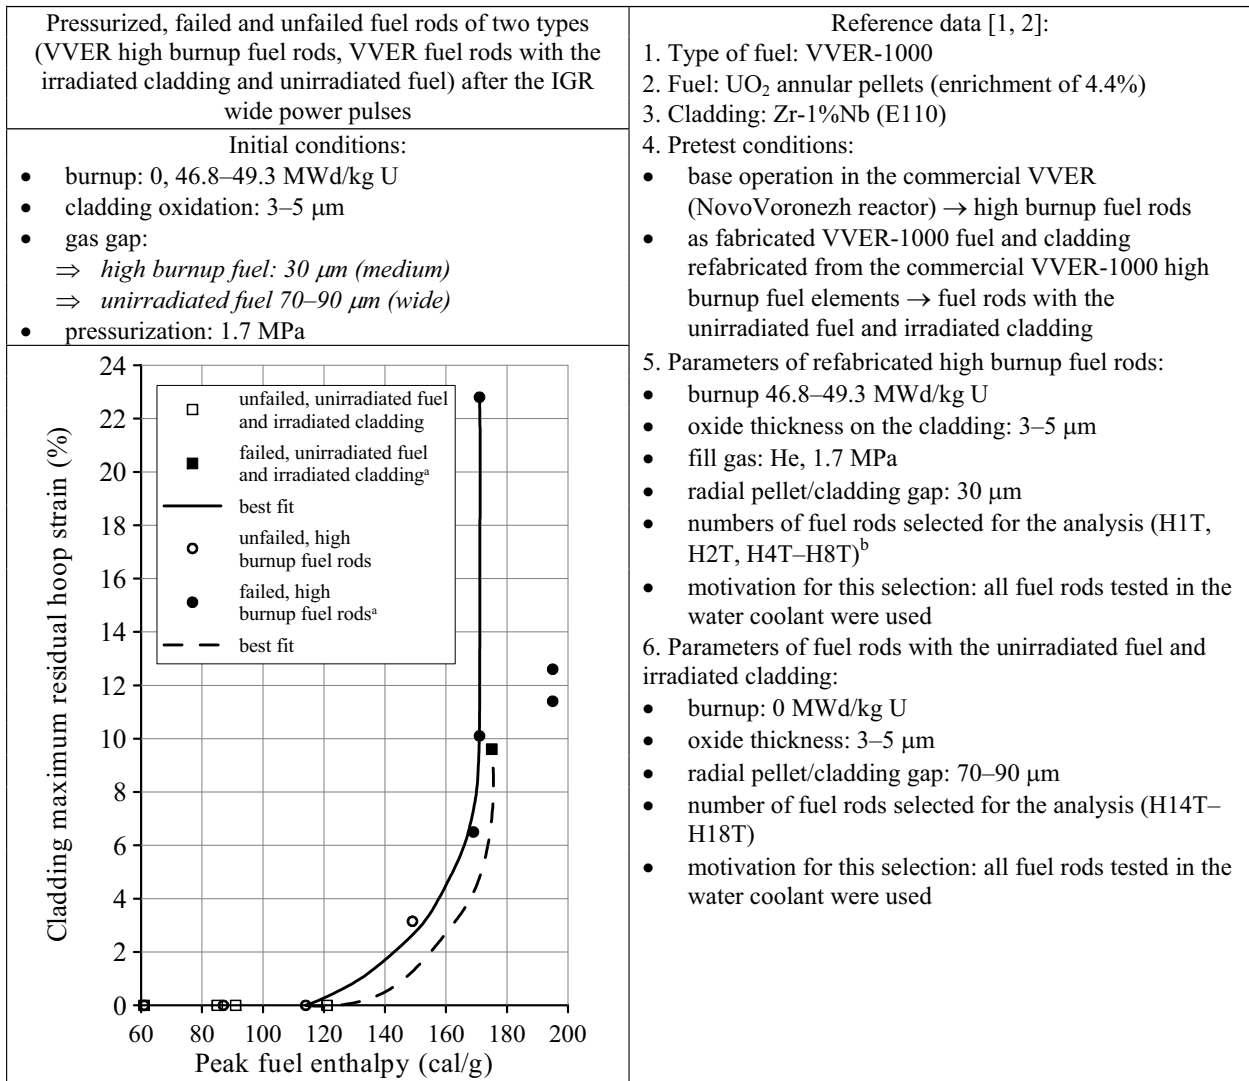 Pressurized, failed and unfailed fuel rods of two types
(VVER high burnup fuel rods, VVER fuel rods with the
irradiated cladding and unirradiated fuel) after the IGR
wide power pulses
Initial conditions:
• burnup: 0, 46.8–49.3 MWd/kg U
• cladding oxidation: 3–5 μm
• gas gap:
⇒ high burnup fuel: 30 μm (medium)
⇒ unirradiated fuel 70–90 μm (wide)
• pressurization: 1.7 MPa
Cladding maximum residual hoop strain (%)
24
22
20
18
16
14
12
10
8
6
4
2
0
unfailed, unirradiated fuel
and irradiated cladding
failed, unirradiated fuel
and irradiated claddingᵃ
best fit
unfailed, high
burnup fuel rods
failed, high
burnup fuel rodsᵃ
best fit
60 80 100 120 140 160 180 200
Peak fuel enthalpy (cal/g)
Reference data [1, 2]:
1. Type of fuel: VVER-1000
2. Fuel: UO₂ annular pellets (enrichment of 4.4%)
3. Cladding: Zr-1%Nb (E110)
4. Pretest conditions:
• base operation in the commercial VVER
(NovoVoronezh reactor) → high burnup fuel rods
• as fabricated VVER-1000 fuel and cladding
refabricated from the commercial VVER-1000 high
burnup fuel elements → fuel rods with the
unirradiated fuel and irradiated cladding
5. Parameters of refabricated high burnup fuel rods:
• burnup 46.8–49.3 MWd/kg U
• oxide thickness on the cladding: 3–5 μm
• fill gas: He, 1.7 MPa
• radial pellet/cladding gap: 30 μm
• numbers of fuel rods selected for the analysis (H1T,
H2T, H4T–H8T)ᵇ
• motivation for this selection: all fuel rods tested in the
water coolant were used
6. Parameters of fuel rods with the unirradiated fuel and
irradiated cladding:
• burnup: 0 MWd/kg U
• oxide thickness: 3–5 μm
• radial pellet/cladding gap: 70–90 μm
• number of fuel rods selected for the analysis (H14T–
H18T)
• motivation for this selection: all fuel rods tested in the
water coolant were used